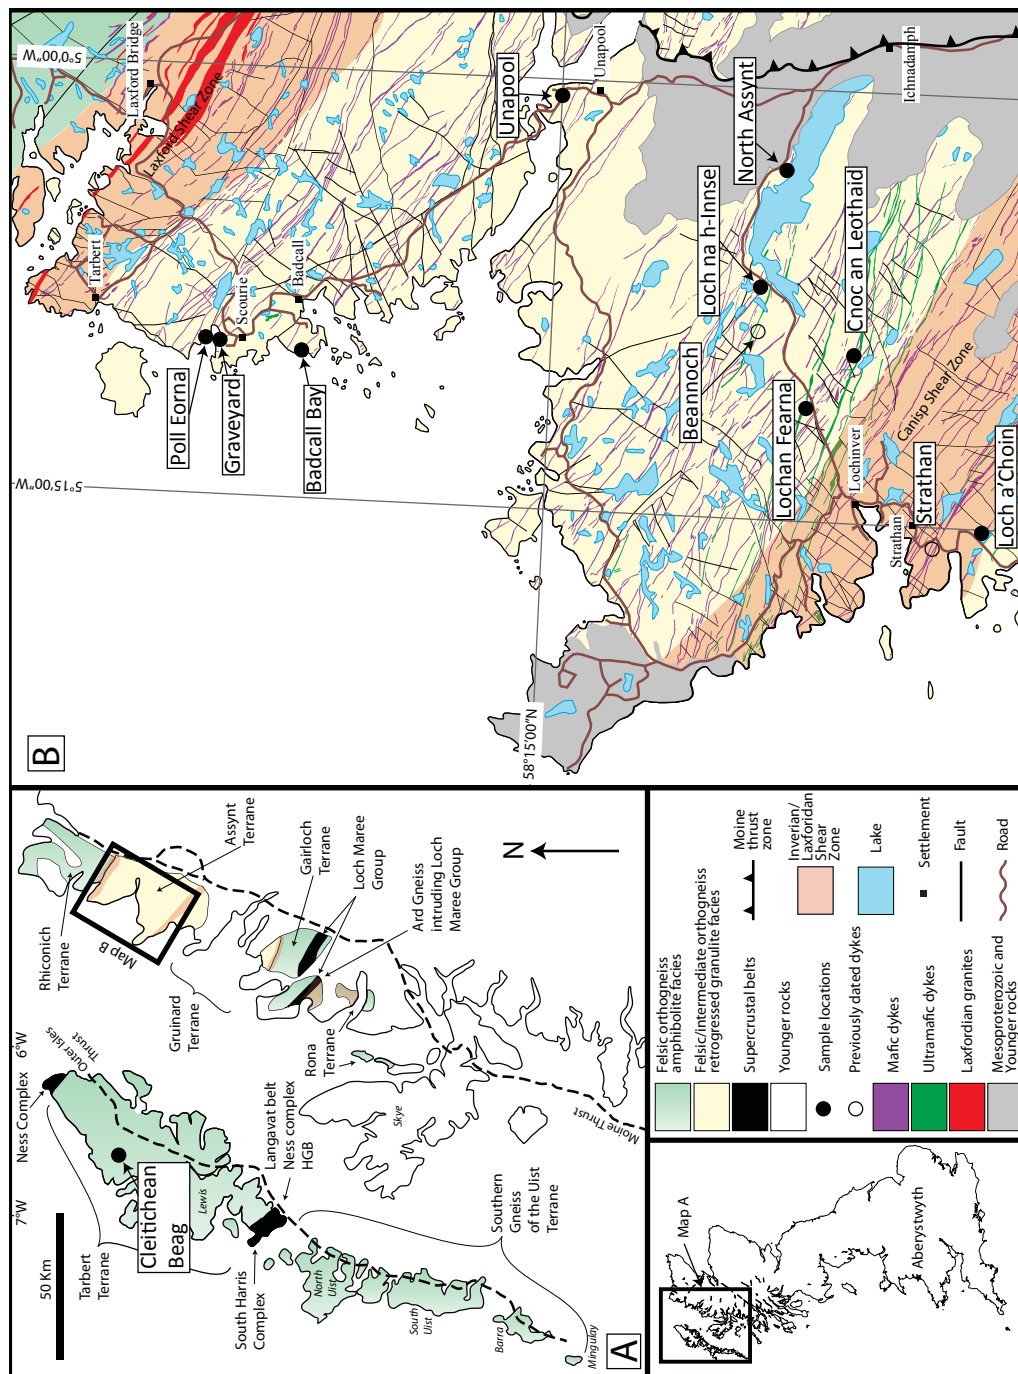 A
50 Km
7°W
6°W
Ness Complex
Outer Isles
Thrust
Tarbert
Terrane
Cleitichean
Beag
Lewis
South Harris
Complex
Langavat belt
Ness complex
HGB
North
Uist
South
Uist
Barra
Mingulay
Southern
Gneiss
of the Uist
Terrane
Skye
Moine Thrust
Rona
Terrane
Gruinard
Terrane
Rhiconich
Terrane
Map B
Assynt
Terrane
Gairloch
Terrane
Loch Maree
Group
Ard Gneiss
intruding Loch
Maree Group
N
Map A
Aberystwyth
Felsic orthogneiss
amphibolite facies
Felsic/intermediate orthogneiss
retrogressed granulite facies
Supercrustal belts
Younger rocks
Sample locations
Previously dated dykes
Mafic dykes
Ultramafic dykes
Laxfordian granites
Mesoproterozoic and
Younger rocks
Moine
thrust
zone
Inverian/
Laxfordidan
Shear
Zone
Lake
Settlement
Fault
Road
B
5°15'00"W
5°0'00"W
58°15'00"N
Laxford Bridge
Laxford Shear Zone
Tarbert
Scourie
Badcall
Poll Eorna
Graveyard
Badcall Bay
Unapool
Unapool
North Assynt
Loch na h-Innse
Beannoch
Lochan Fearna
Cnoc an Leothaid
Canisp Shear Zone
Ichnadamph
Lochinver
Strathan
Strathan
Loch a'Choin